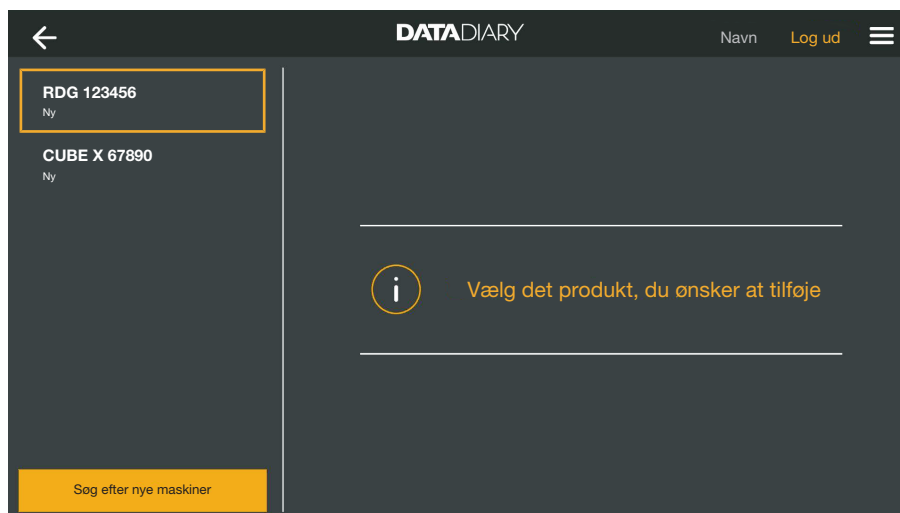 DATADIARY
Navn Log ud
RDG 123456
Ny
CUBE X 67890
Ny
i
Vælg det produkt, du ønsker at tilføje
Søg efter nye maskiner